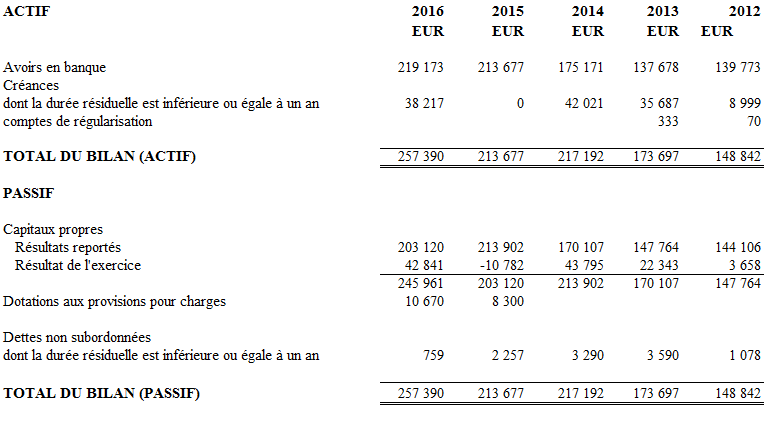 ACTIF 2016 2015 2014 2013 2012
EUR EUR EUR EUR EUR
Avoirs en banque 219 173 213 677 175 171 137 678 139 773
Créances
dont la durée résiduelle est inférieure ou égale à un an 38 217 0 42 021 35 687 8 999
comptes de régularisation 333 70
TOTAL DU BILAN (ACTIF) 257 390 213 677 217 192 173 697 148 842
PASSIF
Capitaux propres
Résultats reportés 203 120 213 902 170 107 147 764 144 106
Résultat de l'exercice 42 841 -10 782 43 795 22 343 3 658
245 961 203 120 213 902 170 107 147 764
Dotations aux provisions pour charges 10 670 8 300
Dettes non subordonnées
dont la durée résiduelle est inférieure ou égale à un an 759 2 257 3 290 3 590 1 078
TOTAL DU BILAN (PASSIF) 257 390 213 677 217 192 173 697 148 842